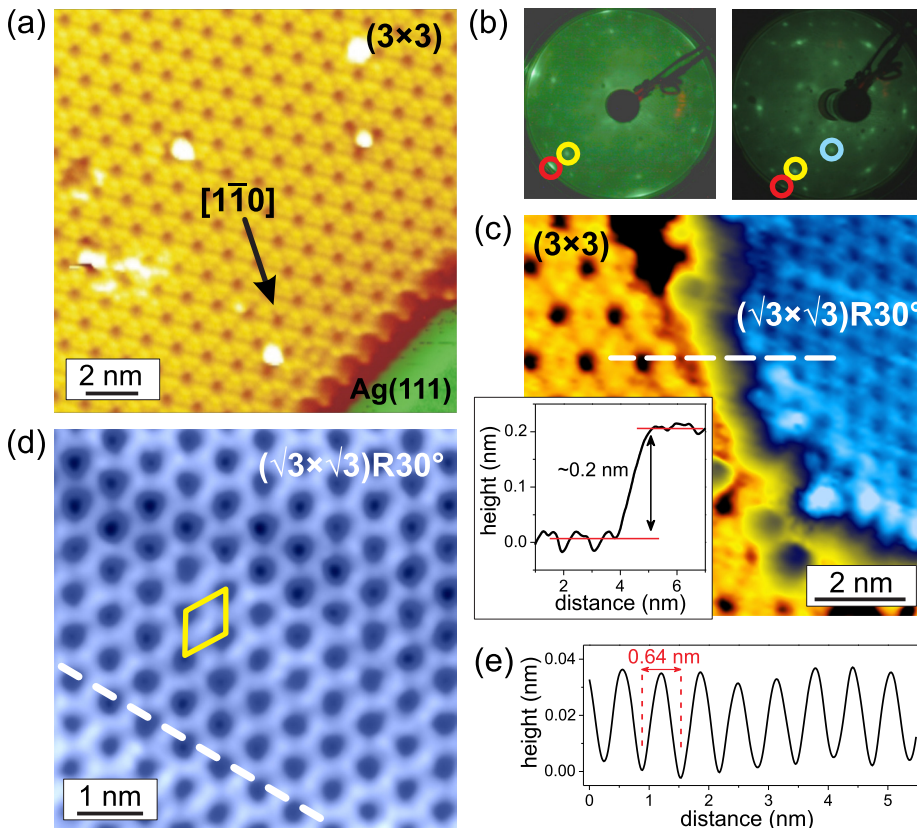 (a)
(3×3)
[11̅0]
2 nm
Ag(111)
(b)
(c)
(3×3)
(√3×√3)R30°
2 nm
height (nm)
0.2
0.1
0.0
~0.2 nm
2
4
6
distance (nm)
(d)
(√3×√3)R30°
1 nm
(e)
height (nm)
0.04
0.02
0.00
0.64 nm
0
1
2
3
4
5
distance (nm)